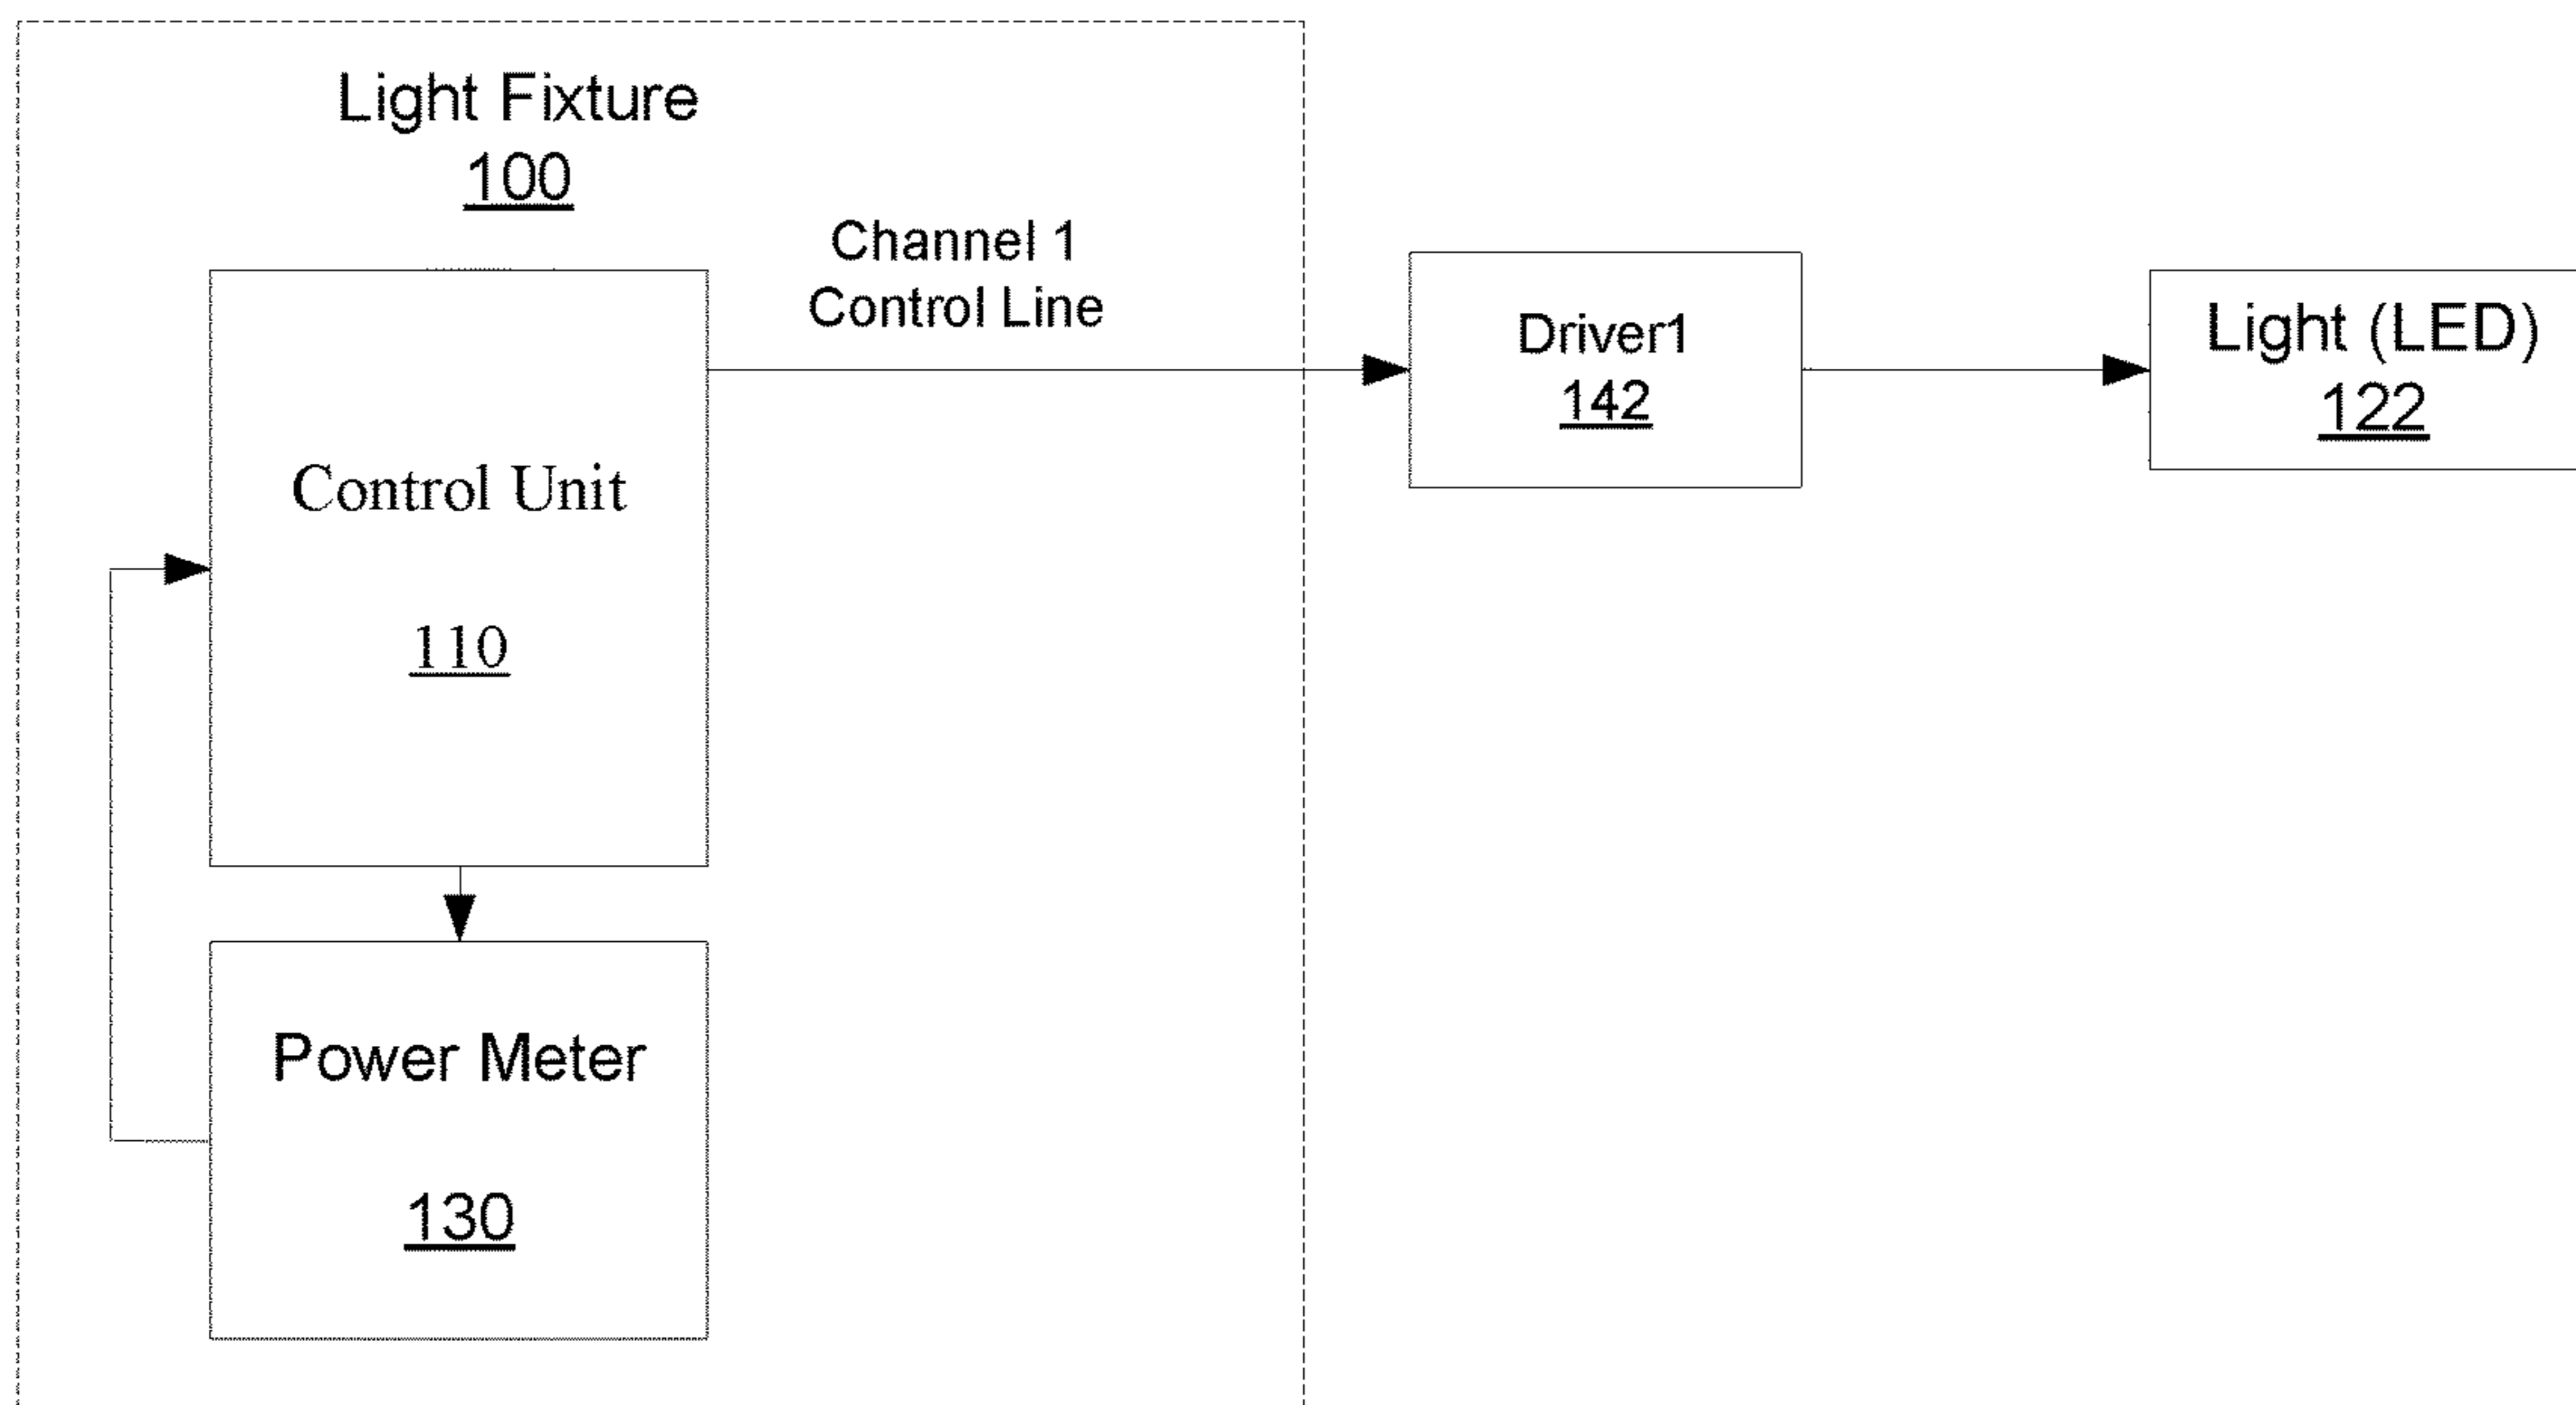 Light Fixture
100
Channel 1
Control Line
Driver1
142
Light (LED)
122
Control Unit
110
Power Meter
130